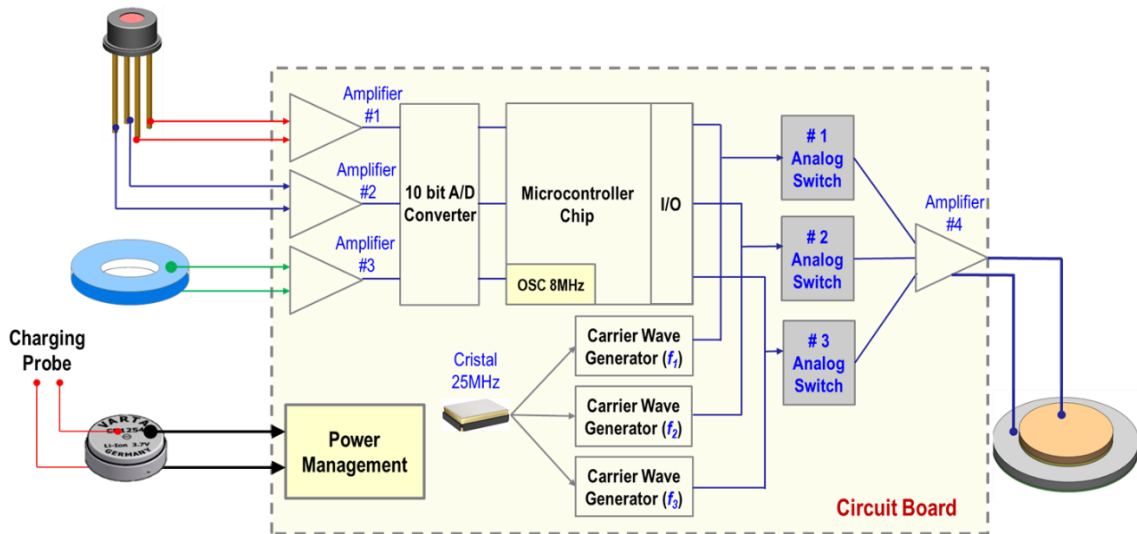 Amplifier
#1
Amplifier
#2
Amplifier
#3
10 bit A/D
Converter
Microcontroller
Chip
OSC 8MHz
I/O
# 1
Analog
Switch
# 2
Analog
Switch
# 3
Analog
Switch
Amplifier
#4
Charging
Probe
VARTA
Li-Ion 3.7V
GERMANY
Power
Management
Cristal
25MHz
Carrier Wave
Generator (f1)
Carrier Wave
Generator (f2)
Carrier Wave
Generator (f3)
Circuit Board